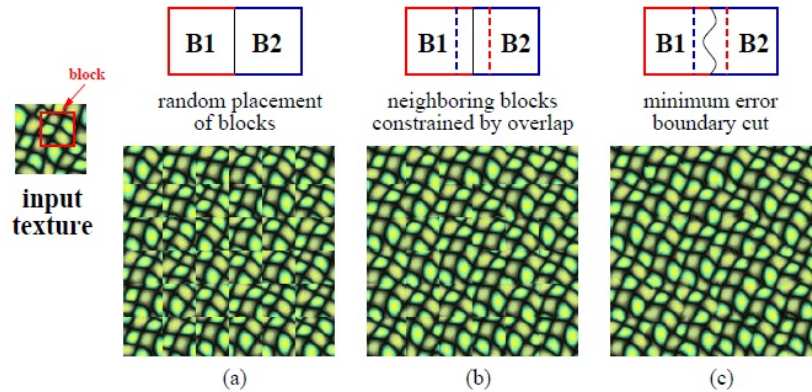 B1 B2
B1 B2
B1 B2
block
random placement
of blocks
neighboring blocks
constrained by overlap
minimum error
boundary cut
input
texture
(a)
(b)
(c)